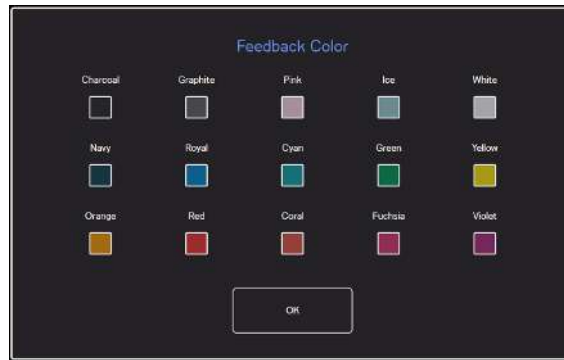 Feedback Color
Charcoal Graphite Pink Ice White
Navy Royal Cyan Green Yellow
Orange Red Coral Fuchsia Violet
OK